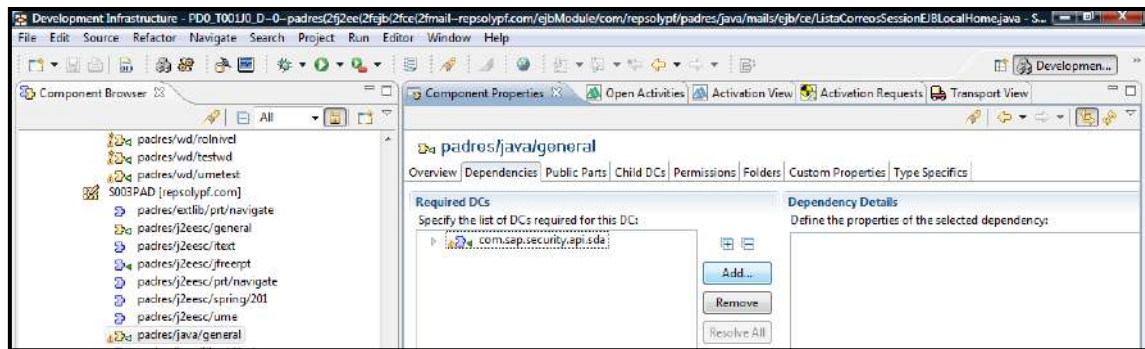 Development Infrastructure - PD0_T001J0_D~0~padres(2fj2ee(2fejb(2fce(2fmail~repsolypf.com/ejbModule/com/repsolypf/padres/java/mails/ejb/ce/ListaCorreosSessionEJBLocalHome.java - S...
File Edit Source Refactor Navigate Search Project Run Editor Window Help
Developmen...
Component Browser
All
padres/wd/rolnivel
padres/wd/testwd
padres/wd/umetest
S003PAD [repsolypf.com]
padres/extlib/prt/navigate
padres/j2eesc/general
padres/j2eesc/itext
padres/j2eesc/jfreerpt
padres/j2eesc/prt/navigate
padres/j2eesc/spring/201
padres/j2eesc/ume
padres/java/general
Component Properties Open Activities Activation View Activation Requests Transport View
padres/java/general
Overview Dependencies Public Parts Child DCs Permissions Folders Custom Properties Type Specifics
Required DCs
Specify the list of DCs required for this DC:
com.sap.security.api.sda
Add...
Remove
Resolve All
Dependency Details
Define the properties of the selected dependency: